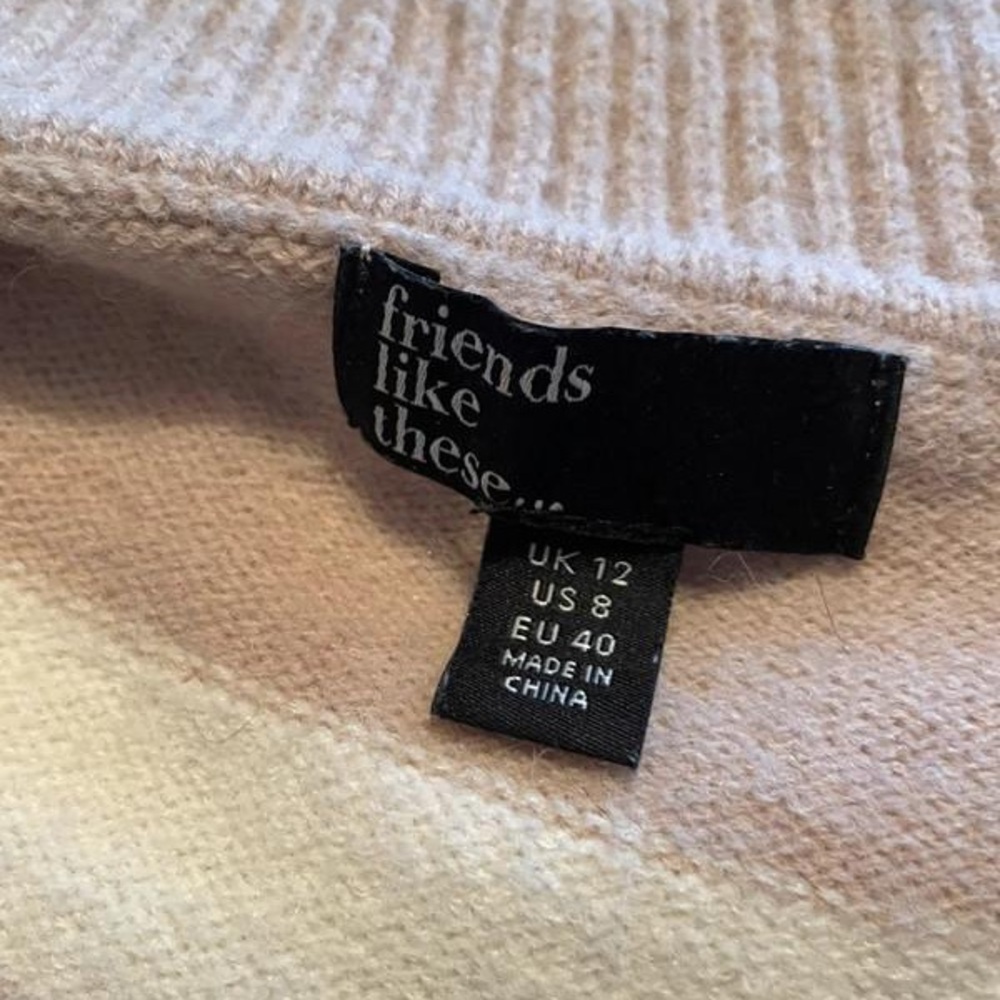 friends
like
these...
UK 12
US 8
EU 40
MADE IN
CHINA